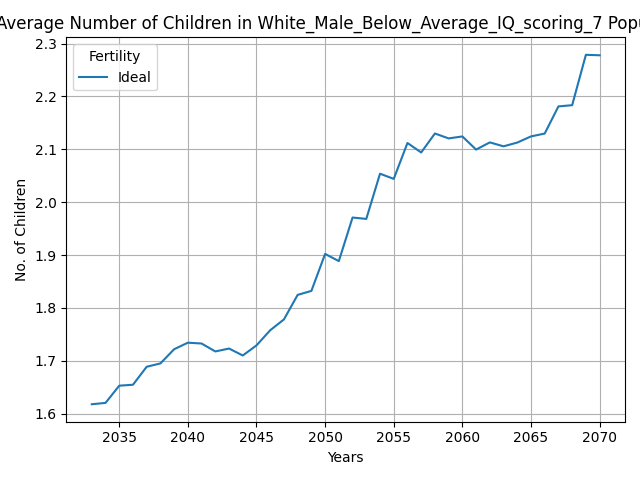 Average Number of Children in White_Male_Below_Average_IQ_scoring_7 Popu
Fertility
Ideal
No. of Children
2.3
2.2
2.1
2.0
1.9
1.8
1.7
1.6
2035 2040 2045 2050 2055 2060 2065 2070
Years